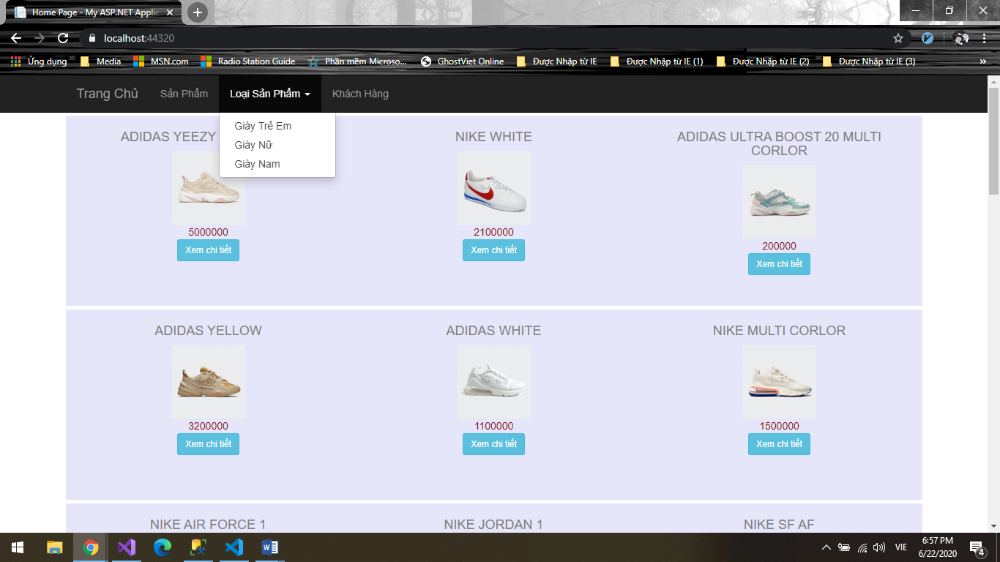 Home Page - My ASP.NET Applic
localhost:44320
Ứng dụng Media MSN.com Radio Station Guide Phần mềm Microso... GhostViet Online Được Nhập từ IE Được Nhập từ IE (1) Được Nhập từ IE (2) Được Nhập từ IE (3) »
Trang Chủ Sản Phẩm Loại Sản Phẩm Khách Hàng
Giày Trẻ Em
Giày Nữ
Giày Nam
ADIDAS YEEZY
5000000
Xem chi tiết
NIKE WHITE
2100000
Xem chi tiết
ADIDAS ULTRA BOOST 20 MULTI
CORLOR
200000
Xem chi tiết
ADIDAS YELLOW
3200000
Xem chi tiết
ADIDAS WHITE
1100000
Xem chi tiết
NIKE MULTI CORLOR
1500000
Xem chi tiết
NIKE AIR FORCE 1
NIKE JORDAN 1
NIKE SF AF
VIE
6:57 PM
6/22/2020
4